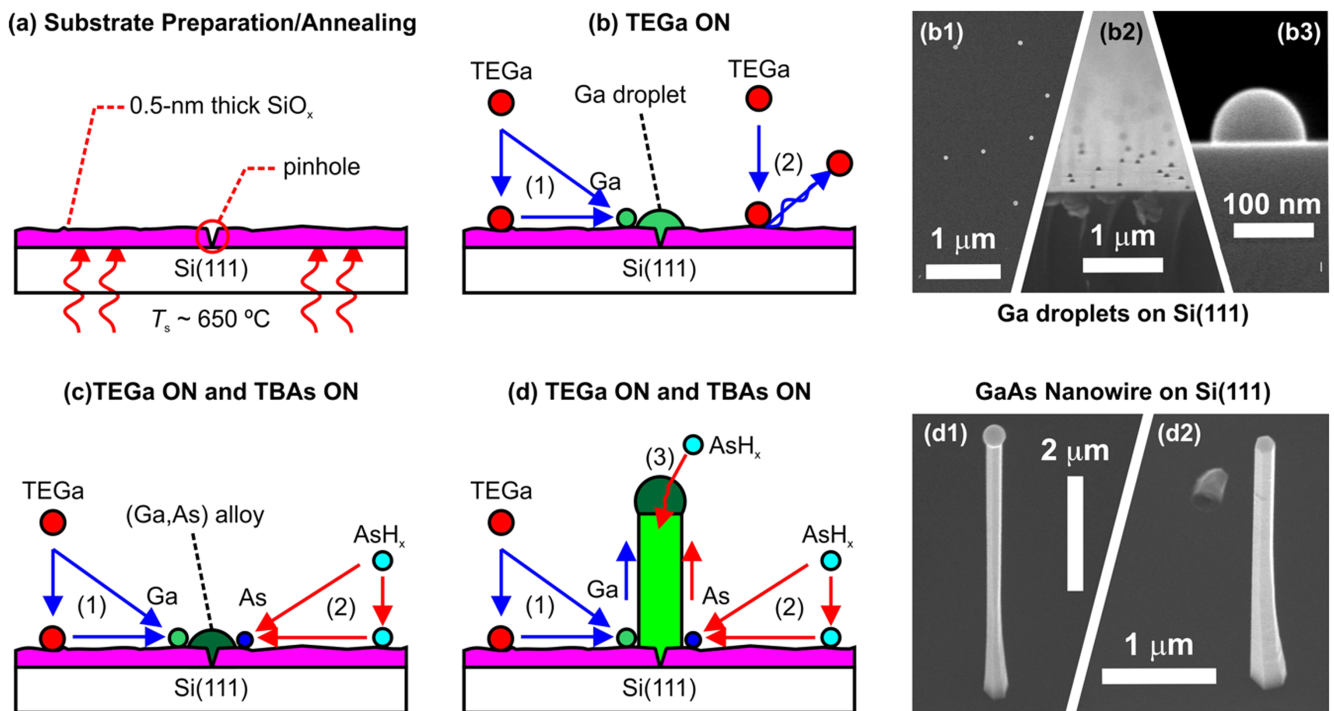 (a) Substrate Preparation/Annealing
0.5-nm thick SiOₓ
pinhole
Si(111)
Tₛ ~ 650 ºC
(b) TEGa ON
TEGa
TEGa
Ga droplet
(1)
Ga
(2)
Si(111)
(b1)
(b2)
(b3)
1 μm
1 μm
100 nm
Ga droplets on Si(111)
(c)TEGa ON and TBAs ON
TEGa
(Ga,As) alloy
AsHₓ
(1)
Ga
As
(2)
Si(111)
(d) TEGa ON and TBAs ON
AsHₓ
(3)
TEGa
AsHₓ
(1)
Ga
As
(2)
Si(111)
GaAs Nanowire on Si(111)
(d1)
2 μm
(d2)
1 μm